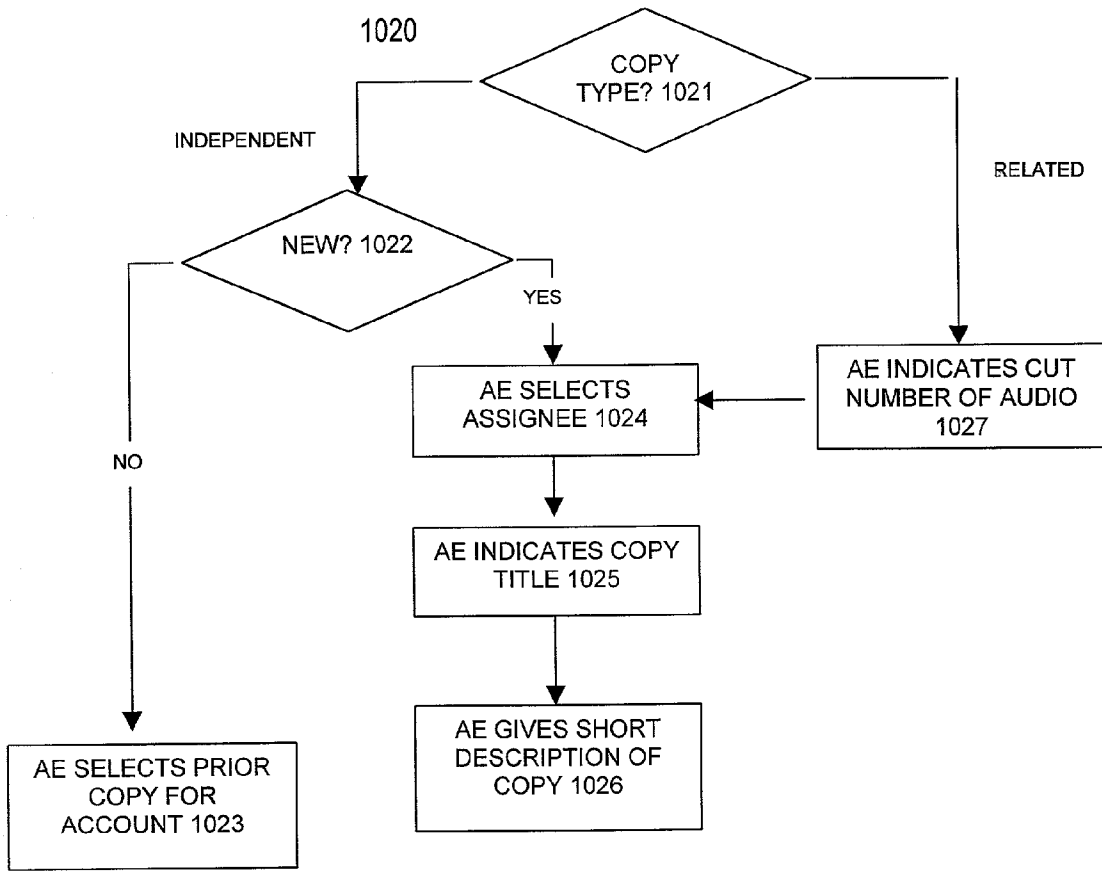 1020
COPY
TYPE? 1021
INDEPENDENT
RELATED
NEW? 1022
YES
AE INDICATES CUT
NUMBER OF AUDIO
1027
AE SELECTS
ASSIGNEE 1024
NO
AE INDICATES COPY
TITLE 1025
AE GIVES SHORT
DESCRIPTION OF
COPY 1026
AE SELECTS PRIOR
COPY FOR
ACCOUNT 1023